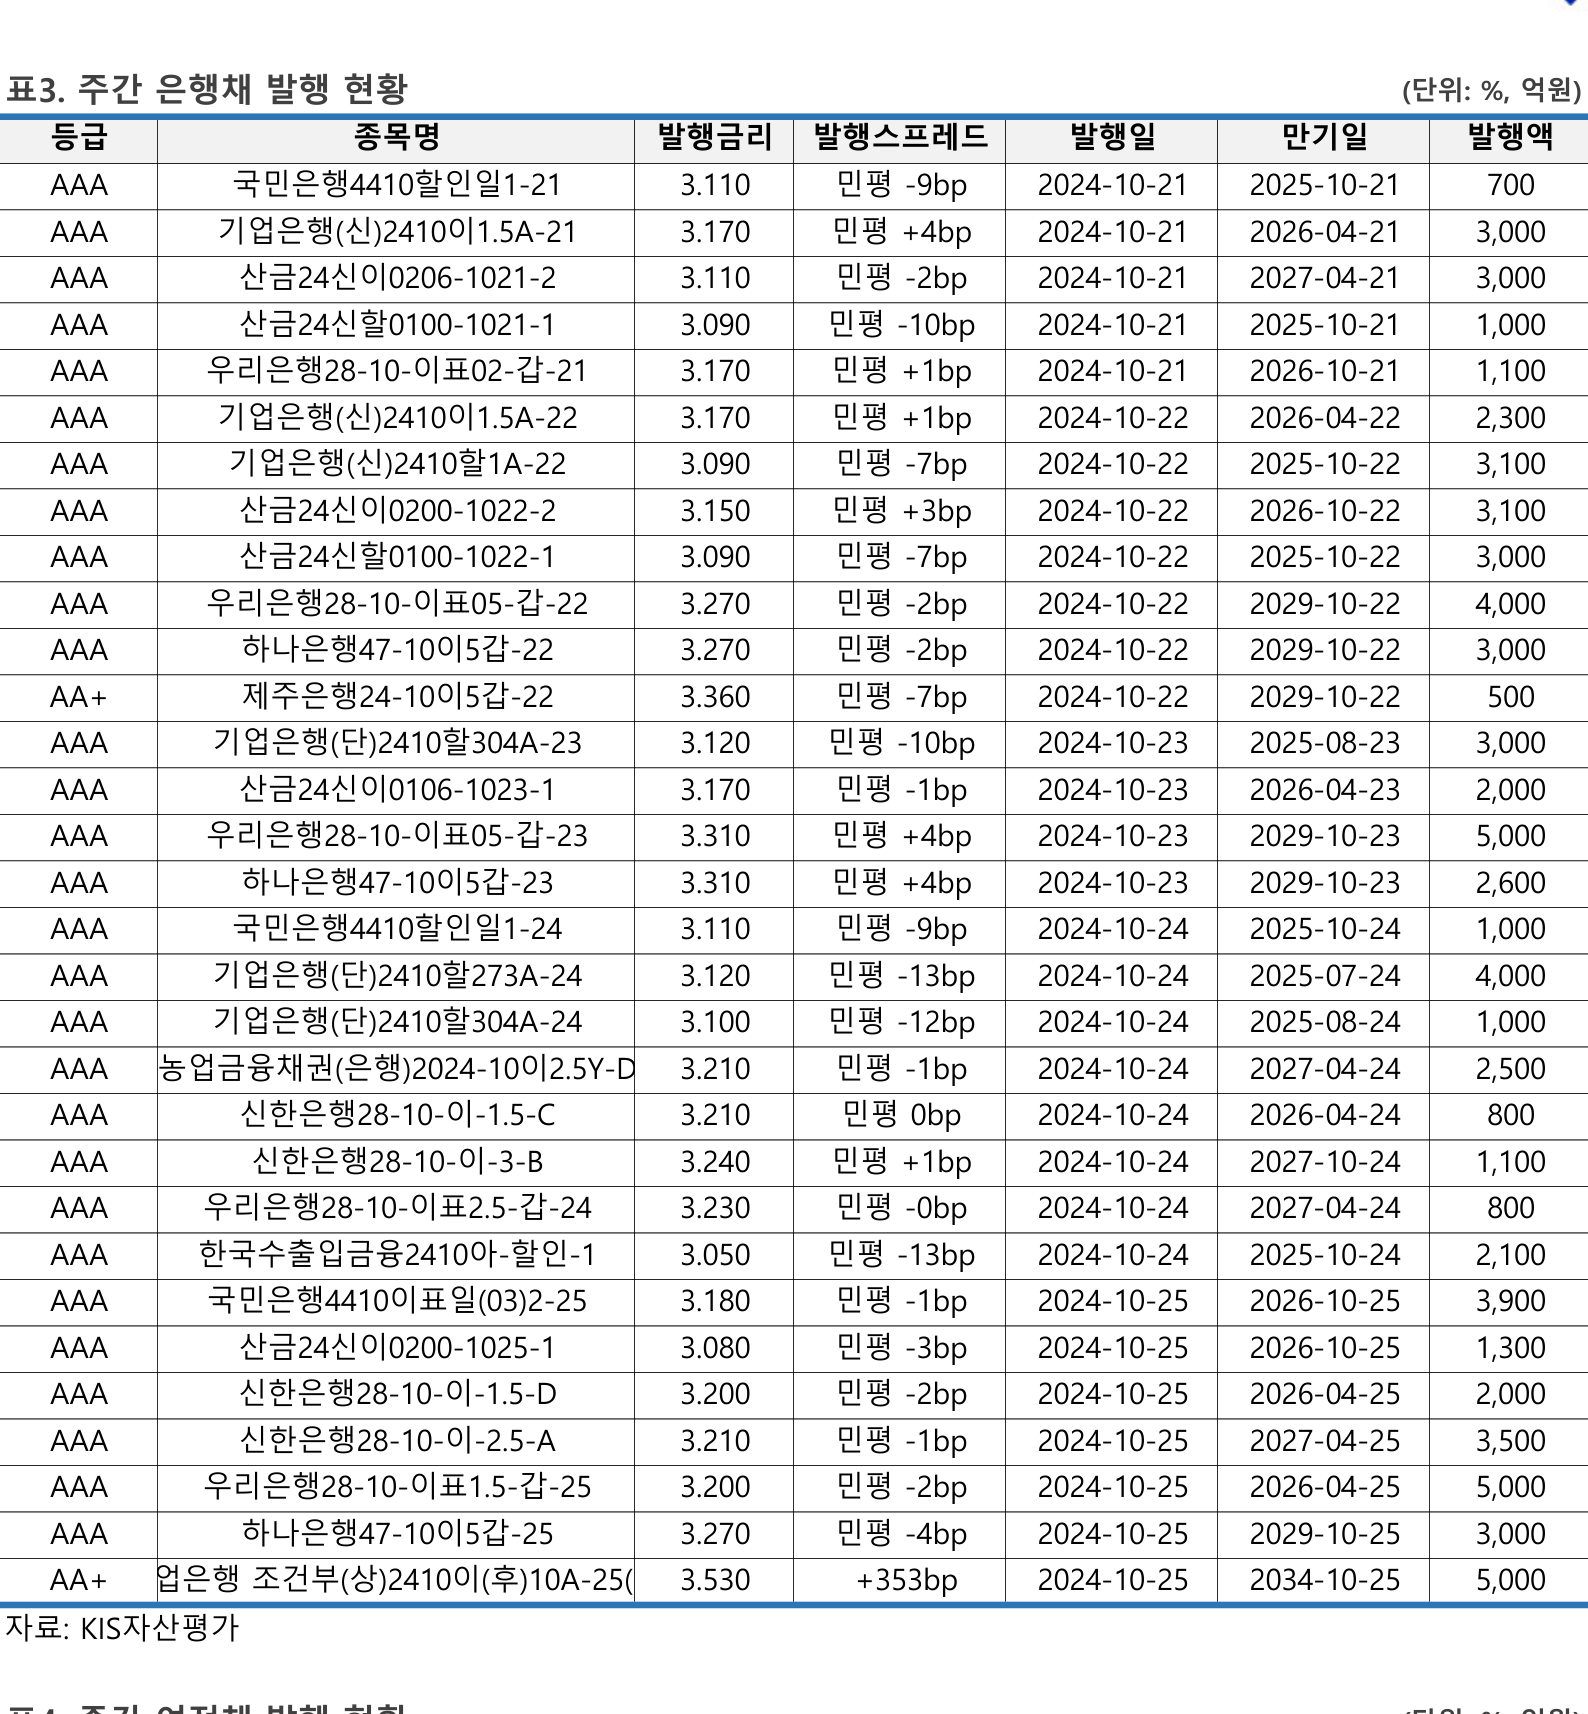 표3. 주간 은행채 발행 현황 (단위: %, 억원)
등급 종목명 발행금리 발행스프레드 발행일 만기일 발행액
AAA 국민은행4410할인일1-21 3.110 민평 -9bp 2024-10-21 2025-10-21 700
AAA 기업은행(신)2410이1.5A-21 3.170 민평 +4bp 2024-10-21 2026-04-21 3,000
AAA 산금24신이0206-1021-2 3.110 민평 -2bp 2024-10-21 2027-04-21 3,000
AAA 산금24신할0100-1021-1 3.090 민평 -10bp 2024-10-21 2025-10-21 1,000
AAA 우리은행28-10-이표02-갑-21 3.170 민평 +1bp 2024-10-21 2026-10-21 1,100
AAA 기업은행(신)2410이1.5A-22 3.170 민평 +1bp 2024-10-22 2026-04-22 2,300
AAA 기업은행(신)2410할1A-22 3.090 민평 -7bp 2024-10-22 2025-10-22 3,100
AAA 산금24신이0200-1022-2 3.150 민평 +3bp 2024-10-22 2026-10-22 3,100
AAA 산금24신할0100-1022-1 3.090 민평 -7bp 2024-10-22 2025-10-22 3,000
AAA 우리은행28-10-이표05-갑-22 3.270 민평 -2bp 2024-10-22 2029-10-22 4,000
AAA 하나은행47-10이5갑-22 3.270 민평 -2bp 2024-10-22 2029-10-22 3,000
AA+ 제주은행24-10이5갑-22 3.360 민평 -7bp 2024-10-22 2029-10-22 500
AAA 기업은행(단)2410할304A-23 3.120 민평 -10bp 2024-10-23 2025-08-23 3,000
AAA 산금24신이0106-1023-1 3.170 민평 -1bp 2024-10-23 2026-04-23 2,000
AAA 우리은행28-10-이표05-갑-23 3.310 민평 +4bp 2024-10-23 2029-10-23 5,000
AAA 하나은행47-10이5갑-23 3.310 민평 +4bp 2024-10-23 2029-10-23 2,600
AAA 국민은행4410할인일1-24 3.110 민평 -9bp 2024-10-24 2025-10-24 1,000
AAA 기업은행(단)2410할273A-24 3.120 민평 -13bp 2024-10-24 2025-07-24 4,000
AAA 기업은행(단)2410할304A-24 3.100 민평 -12bp 2024-10-24 2025-08-24 1,000
AAA 농업금융채권(은행)2024-10이2.5Y-D 3.210 민평 -1bp 2024-10-24 2027-04-24 2,500
AAA 신한은행28-10-이-1.5-C 3.210 민평 0bp 2024-10-24 2026-04-24 800
AAA 신한은행28-10-이-3-B 3.240 민평 +1bp 2024-10-24 2027-10-24 1,100
AAA 우리은행28-10-이표2.5-갑-24 3.230 민평 -0bp 2024-10-24 2027-04-24 800
AAA 한국수출입금융2410아-할인-1 3.050 민평 -13bp 2024-10-24 2025-10-24 2,100
AAA 국민은행4410이표일(03)2-25 3.180 민평 -1bp 2024-10-25 2026-10-25 3,900
AAA 산금24신이0200-1025-1 3.080 민평 -3bp 2024-10-25 2026-10-25 1,300
AAA 신한은행28-10-이-1.5-D 3.200 민평 -2bp 2024-10-25 2026-04-25 2,000
AAA 신한은행28-10-이-2.5-A 3.210 민평 -1bp 2024-10-25 2027-04-25 3,500
AAA 우리은행28-10-이표1.5-갑-25 3.200 민평 -2bp 2024-10-25 2026-04-25 5,000
AAA 하나은행47-10이5갑-25 3.270 민평 -4bp 2024-10-25 2029-10-25 3,000
AA+ 업은행 조건부(상)2410이(후)10A-25( 3.530 +353bp 2024-10-25 2034-10-25 5,000
자료: KIS자산평가